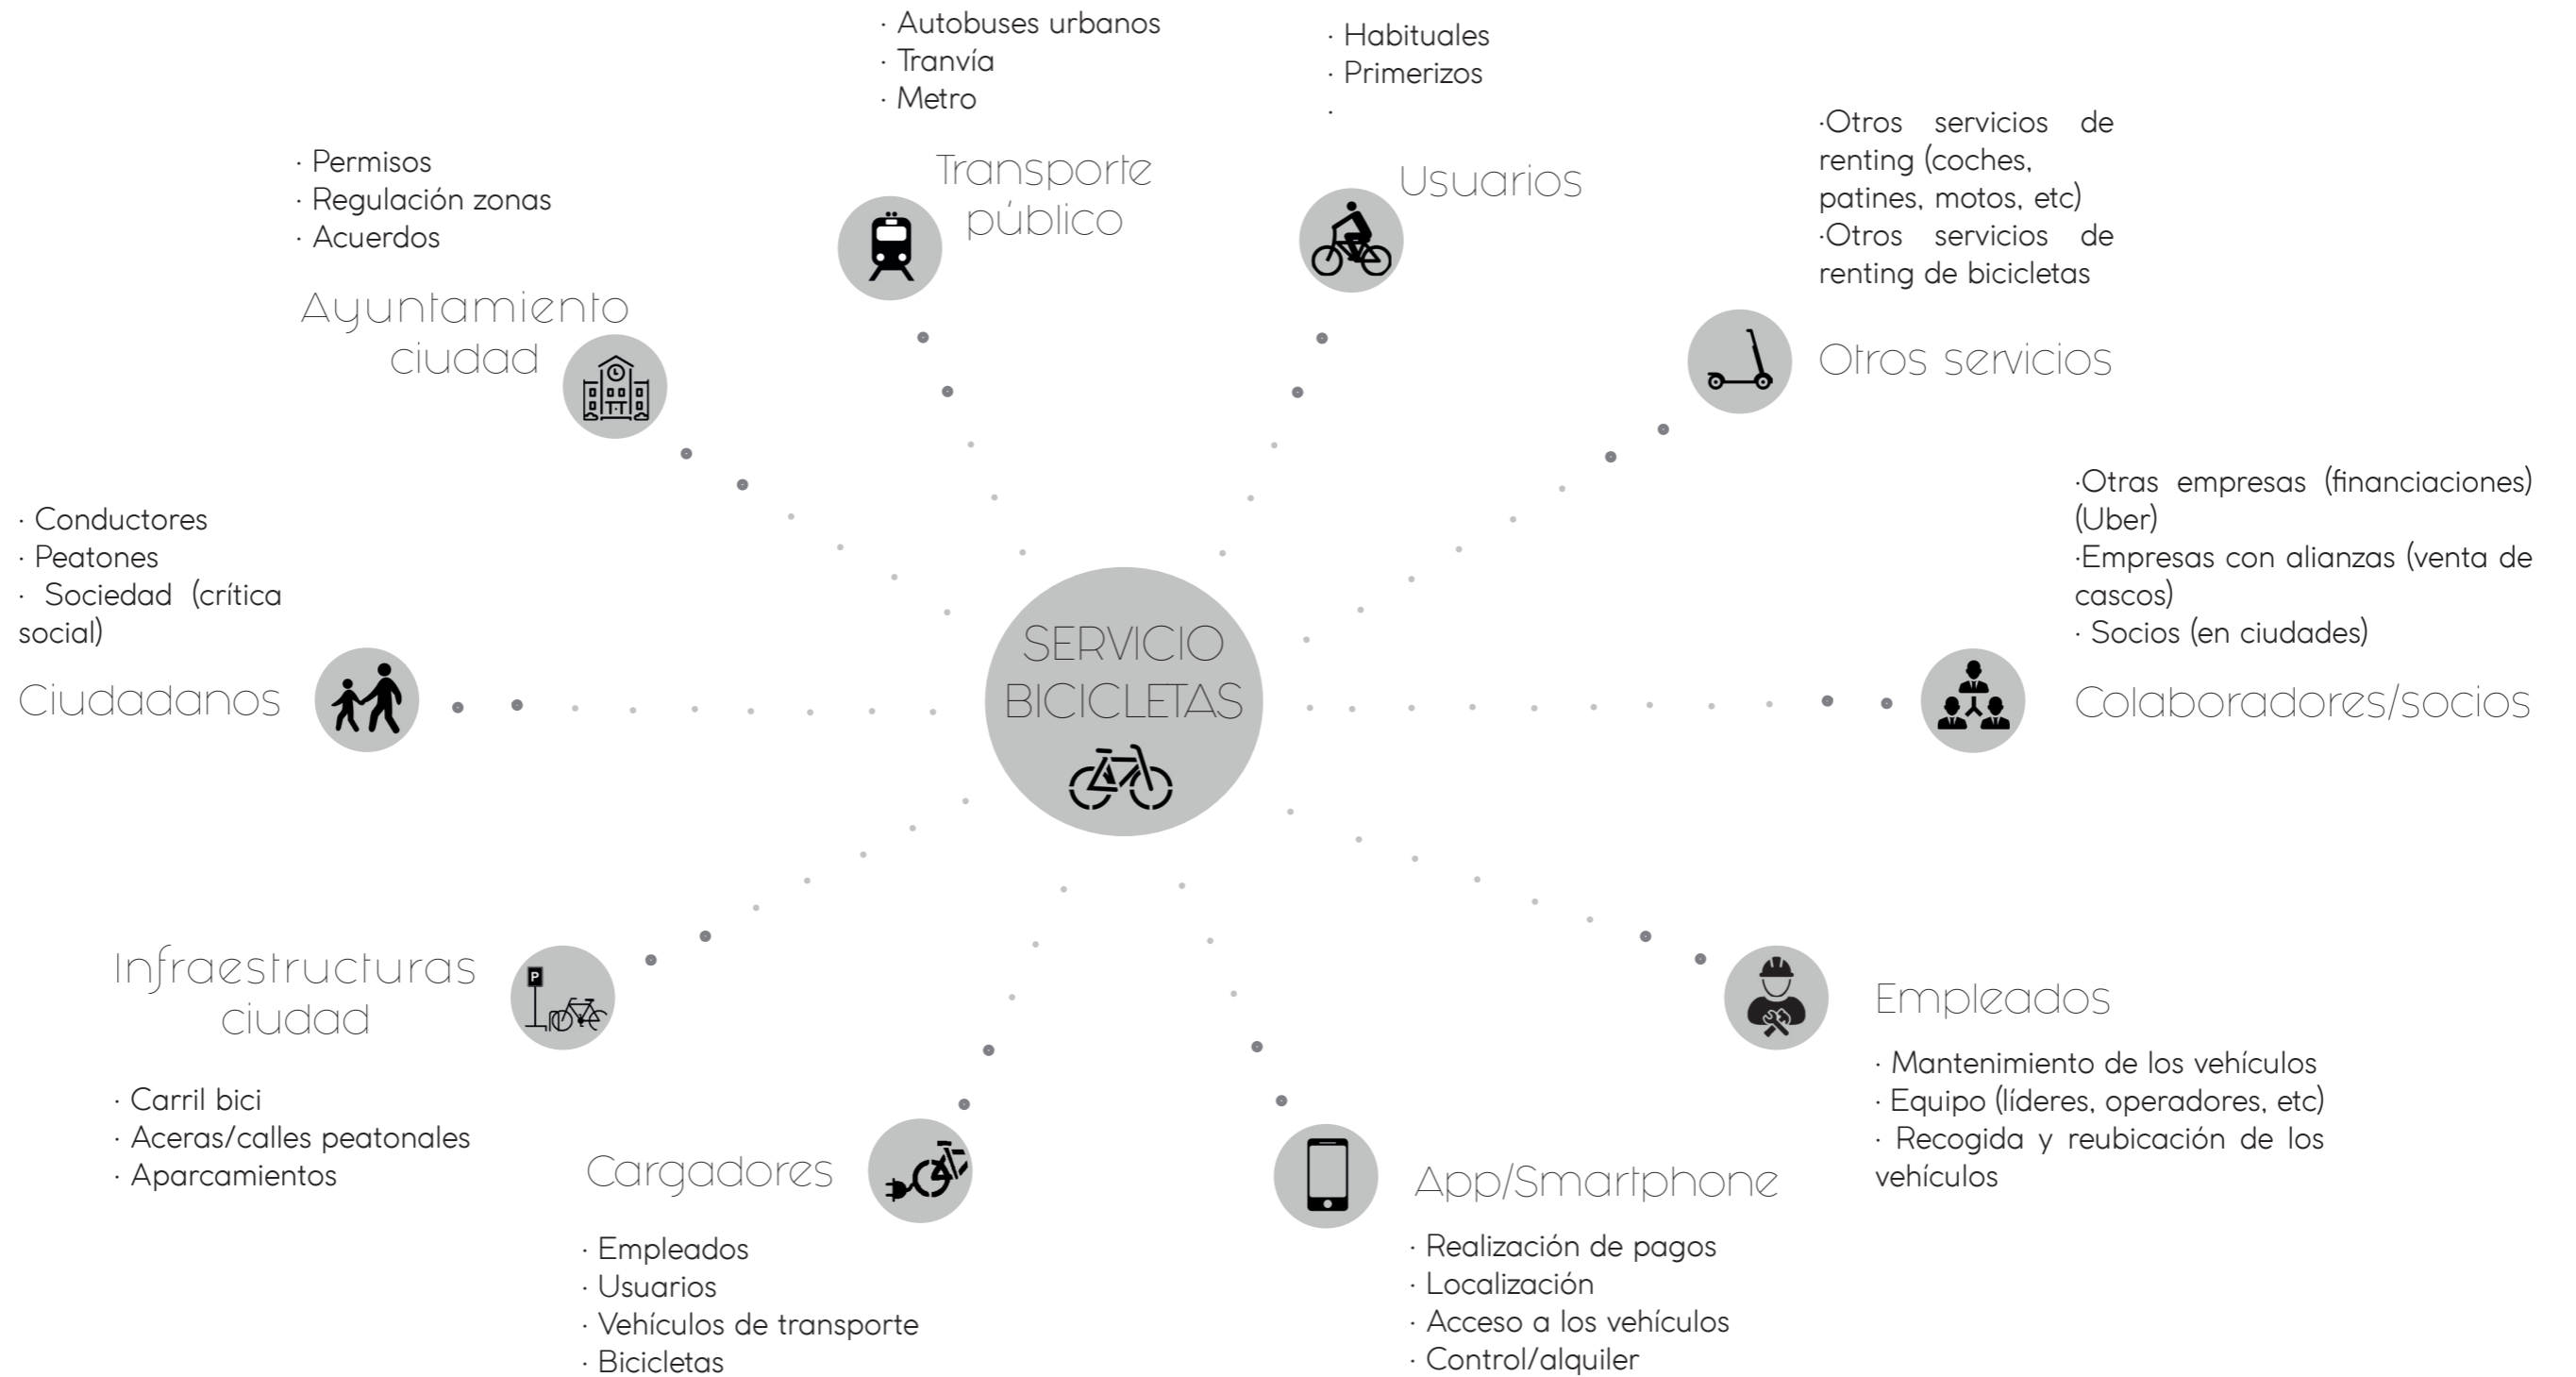 · Autobuses urbanos
· Tranvía
· Metro
Transporte
público
· Habituales
· Primerizos
·
Usuarios
·Otros servicios de
renting (coches,
patines, motos, etc)
·Otros servicios de
renting de bicicletas
Otros servicios
· Permisos
· Regulación zonas
· Acuerdos
Ayuntamiento
ciudad
·Otras empresas (financiaciones)
(Uber)
·Empresas con alianzas (venta de
cascos)
· Socios (en ciudades)
Colaboradores/socios
· Conductores
· Peatones
· Sociedad (crítica
social)
Ciudadanos
SERVICIO
BICICLETAS
Infraestructuras
ciudad
P
· Carril bici
· Aceras/calles peatonales
· Aparcamientos
Empleados
· Mantenimiento de los vehículos
· Equipo (líderes, operadores, etc)
· Recogida y reubicación de los
vehículos
Cargadores
· Empleados
· Usuarios
· Vehículos de transporte
· Bicicletas
App/Smartphone
· Realización de pagos
· Localización
· Acceso a los vehículos
· Control/alquiler